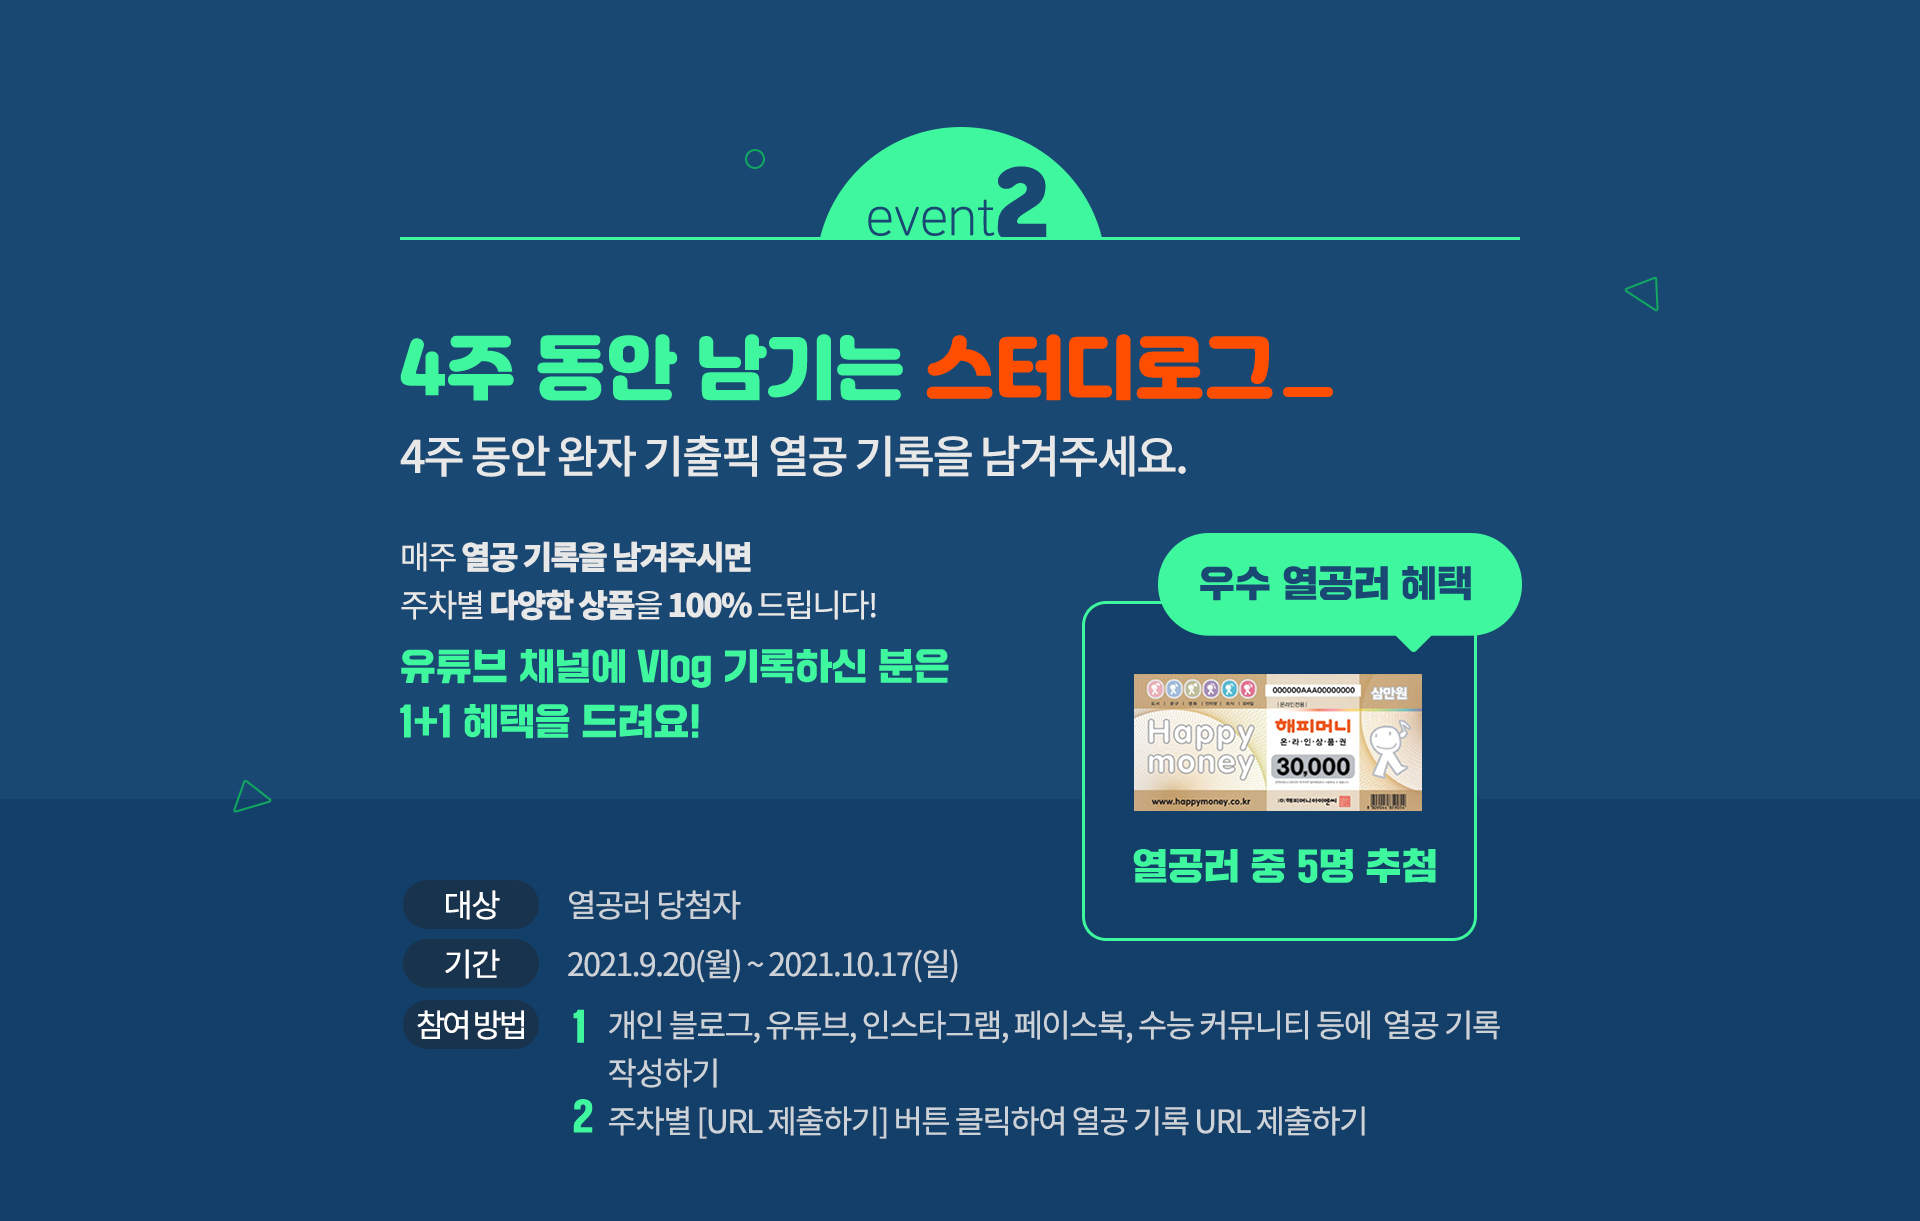 event2
4주 동안 남기는 스터디로그_
4주 동안 완자 기출픽 열공 기록을 남겨주세요.
매주 열공 기록을 남겨주시면
주차별 다양한 상품을 100% 드립니다!
유튜브 채널에 Vlog 기록하신 분은
1+1 혜택을 드려요!
우수 열공러 혜택
000000AAA00000000
삼만원
Happy
money
해피머니
온·라·인·상·품·권
30,000
www.happymoney.co.kr
열공러 중 5명 추첨
대상 열공러 당첨자
기간 2021.9.20(월) ~ 2021.10.17(일)
참여 방법 1 개인 블로그, 유튜브, 인스타그램, 페이스북, 수능 커뮤니티 등에 열공 기록
작성하기
2 주차별 [URL 제출하기] 버튼 클릭하여 열공 기록 URL 제출하기